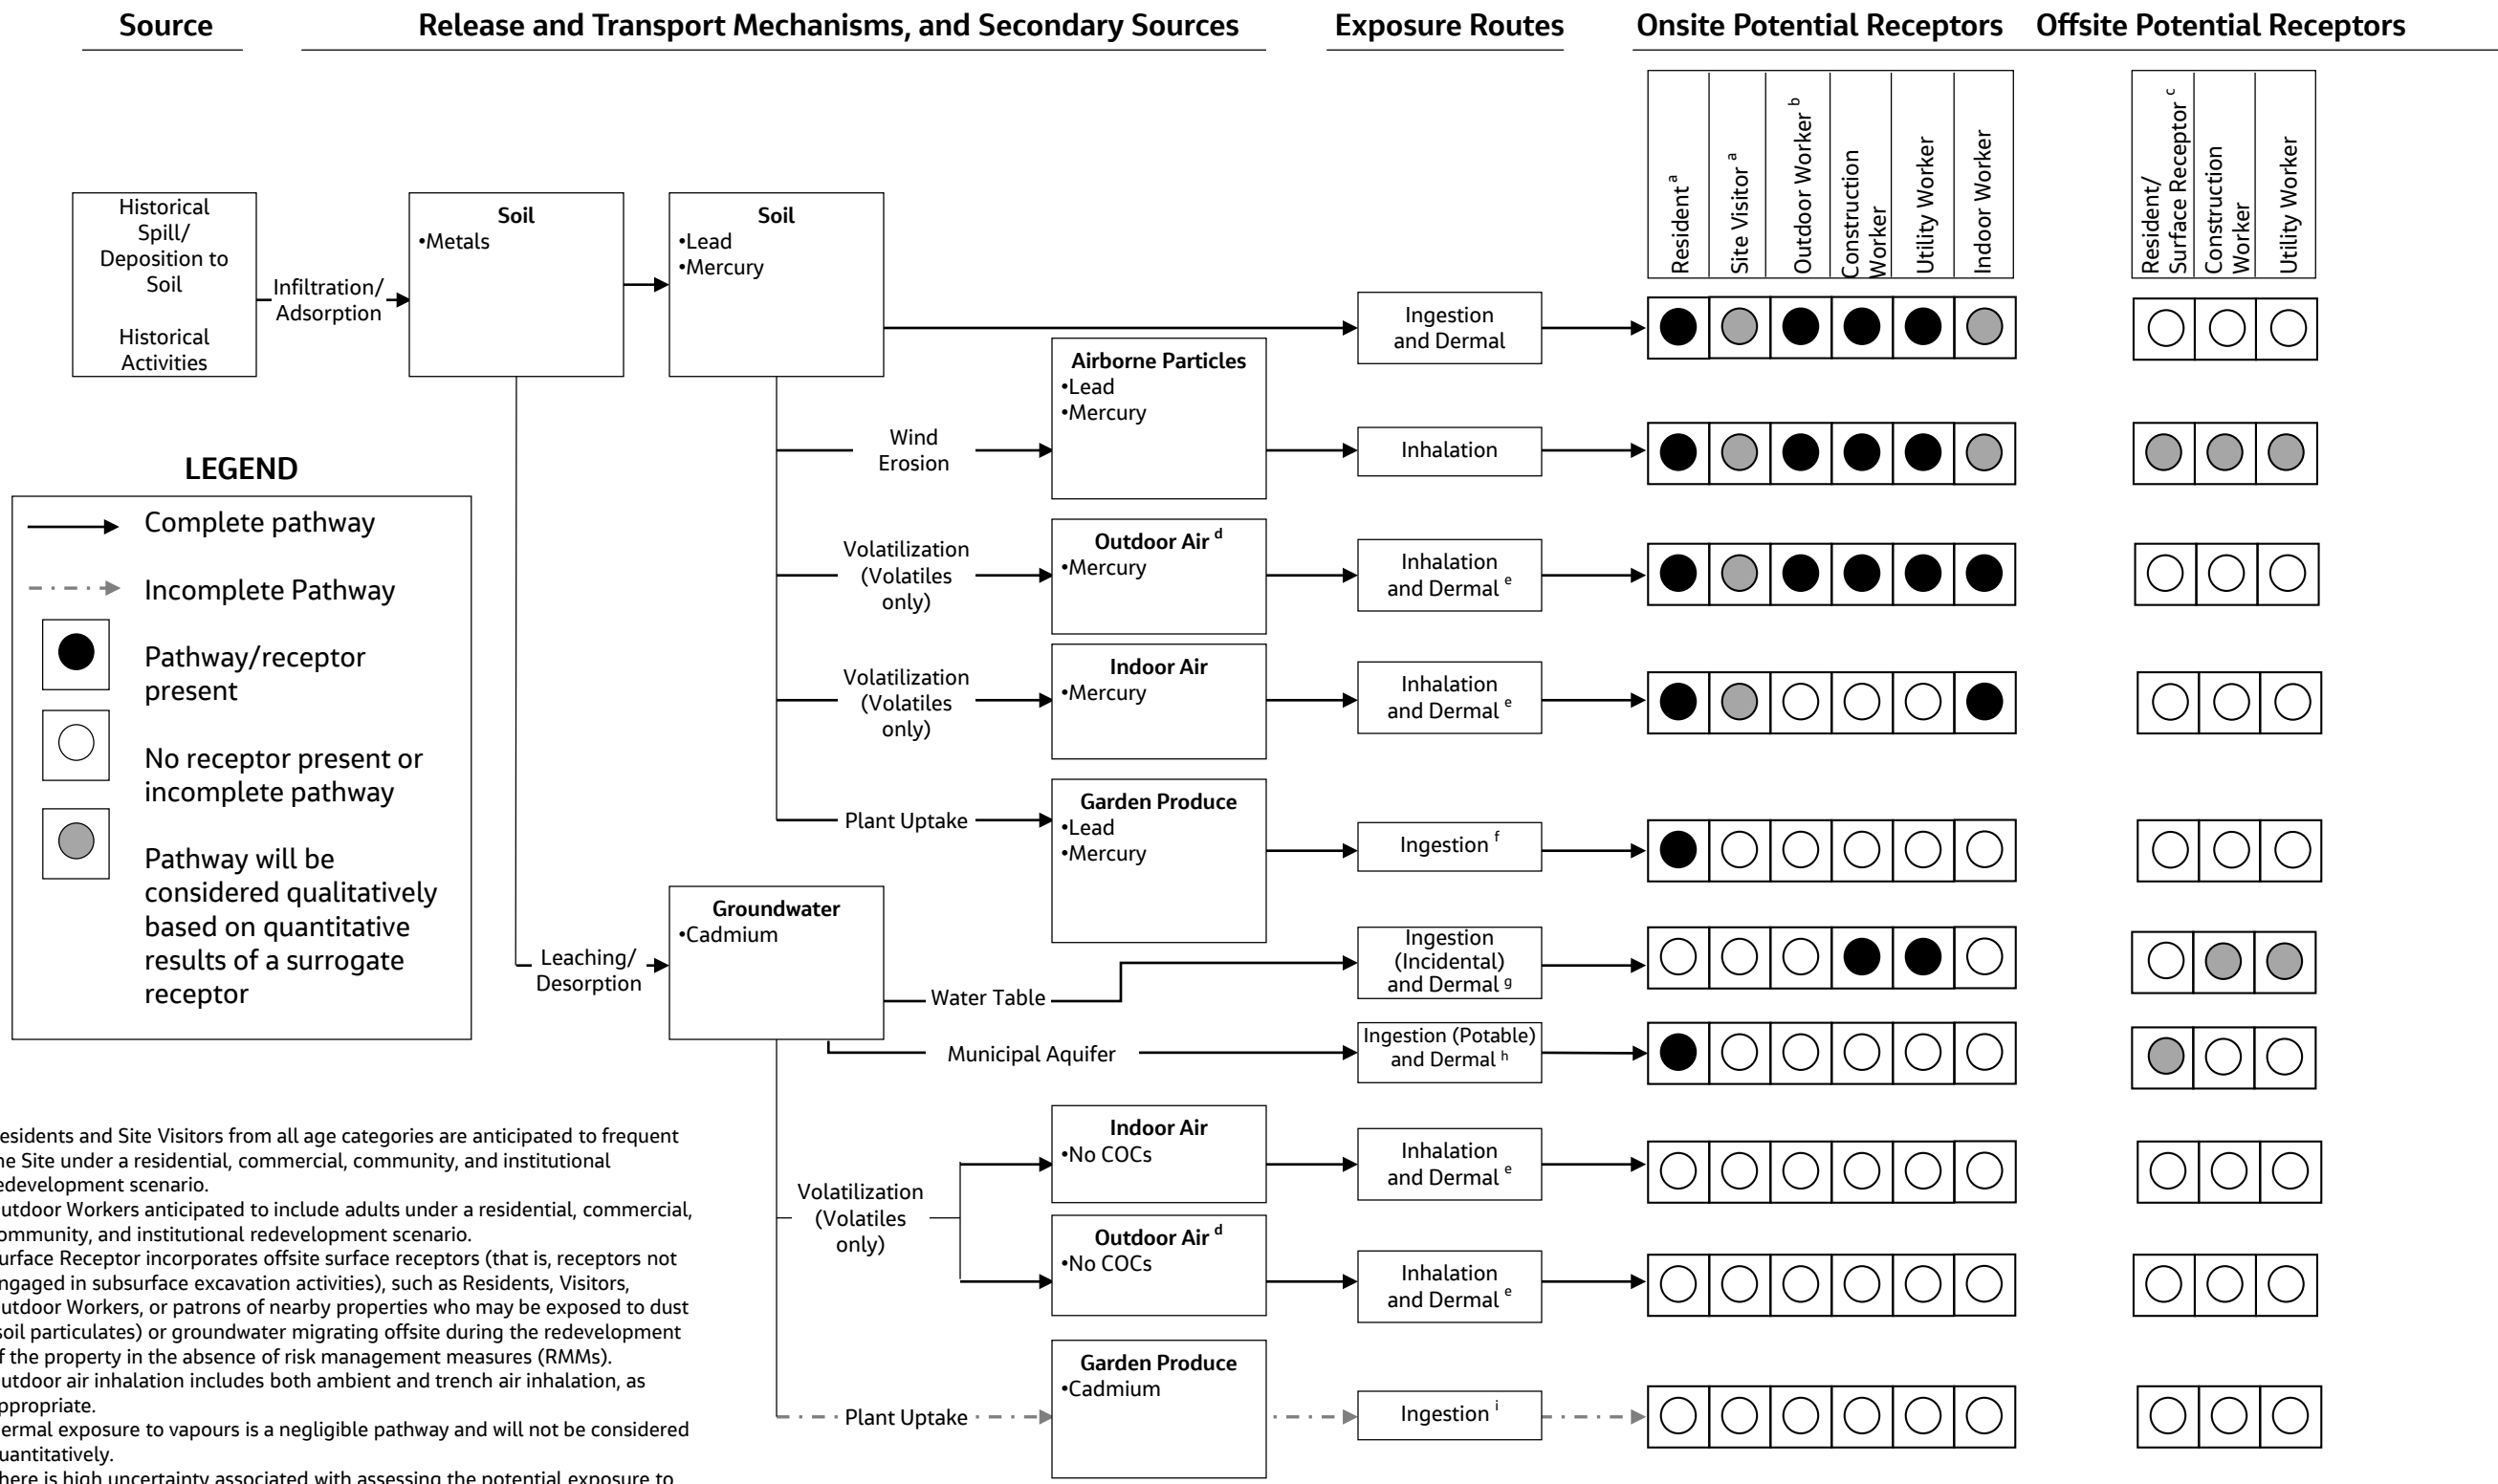 Source
Release and Transport Mechanisms, and Secondary Sources
Exposure Routes
Onsite Potential Receptors
Offsite Potential Receptors
Resident a
Site Visitor a
Outdoor Worker b
Construction
Worker
Utility Worker
Indoor Worker
Resident/
Surface Receptor c
Construction
Worker
Utility Worker
Historical
Spill/
Deposition to
Soil
Historical
Activities
Infiltration/
Adsorption
Soil
•Metals
Soil
•Lead
•Mercury
Ingestion
and Dermal
Airborne Particles
•Lead
•Mercury
Wind
Erosion
Inhalation
Volatilization
(Volatiles
only)
Outdoor Air d
•Mercury
Inhalation
and Dermal e
Volatilization
(Volatiles
only)
Indoor Air
•Mercury
Inhalation
and Dermal e
Plant Uptake
Garden Produce
•Lead
•Mercury
Ingestion f
LEGEND
Complete pathway
Incomplete Pathway
Pathway/receptor
present
No receptor present or
incomplete pathway
Pathway will be
considered qualitatively
based on quantitative
results of a surrogate
receptor
Leaching/
Desorption
Groundwater
•Cadmium
Water Table
Ingestion
(Incidental)
and Dermal g
Municipal Aquifer
Ingestion (Potable)
and Dermal h
Volatilization
(Volatiles
only)
Indoor Air
•No COCs
Inhalation
and Dermal e
Outdoor Air d
•No COCs
Inhalation
and Dermal e
Plant Uptake
Garden Produce
•Cadmium
Ingestion i
esidents and Site Visitors from all age categories are anticipated to frequent
he Site under a residential, commercial, community, and institutional
edevelopment scenario.
utdoor Workers anticipated to include adults under a residential, commercial,
ommunity, and institutional redevelopment scenario.
urface Receptor incorporates offsite surface receptors (that is, receptors not
ngaged in subsurface excavation activities), such as Residents, Visitors,
utdoor Workers, or patrons of nearby properties who may be exposed to dust
soil particulates) or groundwater migrating offsite during the redevelopment
f the property in the absence of risk management measures (RMMs).
utdoor air inhalation includes both ambient and trench air inhalation, as
ppropriate.
ermal exposure to vapours is a negligible pathway and will not be considered
uantitatively.
here is high uncertainty associated with assessing the potential exposure to